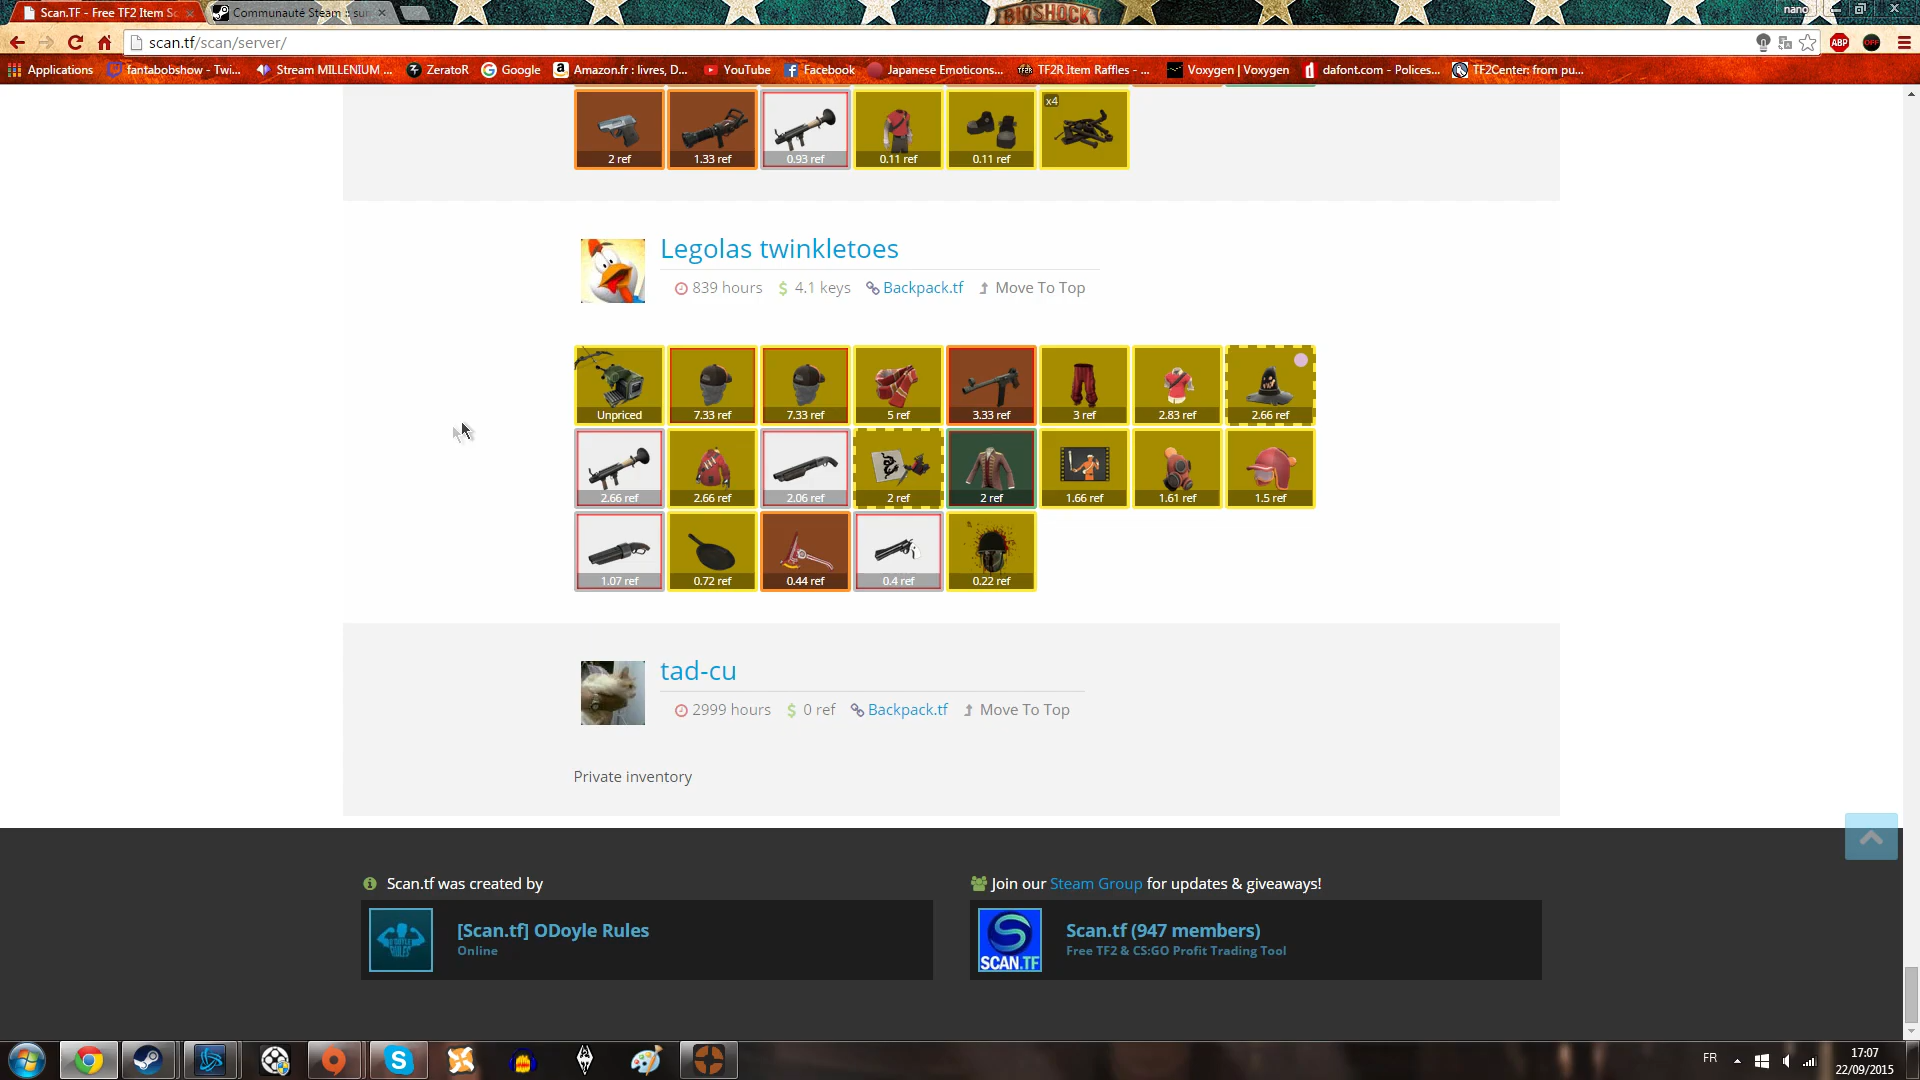 Scan.TF - Free TF2 Item Sc
Communauté Steam :: su
BIOSHOCK
nano
scan.tf/scan/server/
ABP
OFF
Applications
fantabobshow - Twi...
Stream MILLENIUM ...
ZeratoR
Google
Amazon.fr : livres, D...
YouTube
Facebook
Japanese Emoticons...
TF2R Item Raffles - ...
Voxygen | Voxygen
dafont.com - Polices...
TF2Center: from pu...
x4
2 ref
1.33 ref
0.93 ref
0.11 ref
0.11 ref
Legolas twinkletoes
839 hours
$ 4.1 keys
Backpack.tf
Move To Top
Unpriced
7.33 ref
7.33 ref
5 ref
3.33 ref
3 ref
2.83 ref
2.66 ref
2.66 ref
2.66 ref
2.06 ref
2 ref
2 ref
1.66 ref
1.61 ref
1.5 ref
1.07 ref
0.72 ref
0.44 ref
0.4 ref
0.22 ref
tad-cu
2999 hours
$ 0 ref
Backpack.tf
Move To Top
Private inventory
Scan.tf was created by
Join our Steam Group for updates & giveaways!
[Scan.tf] ODoyle Rules
Online
SCAN.TF
Scan.tf (947 members)
Free TF2 & CS:GO Profit Trading Tool
FR
17:07
22/09/2015